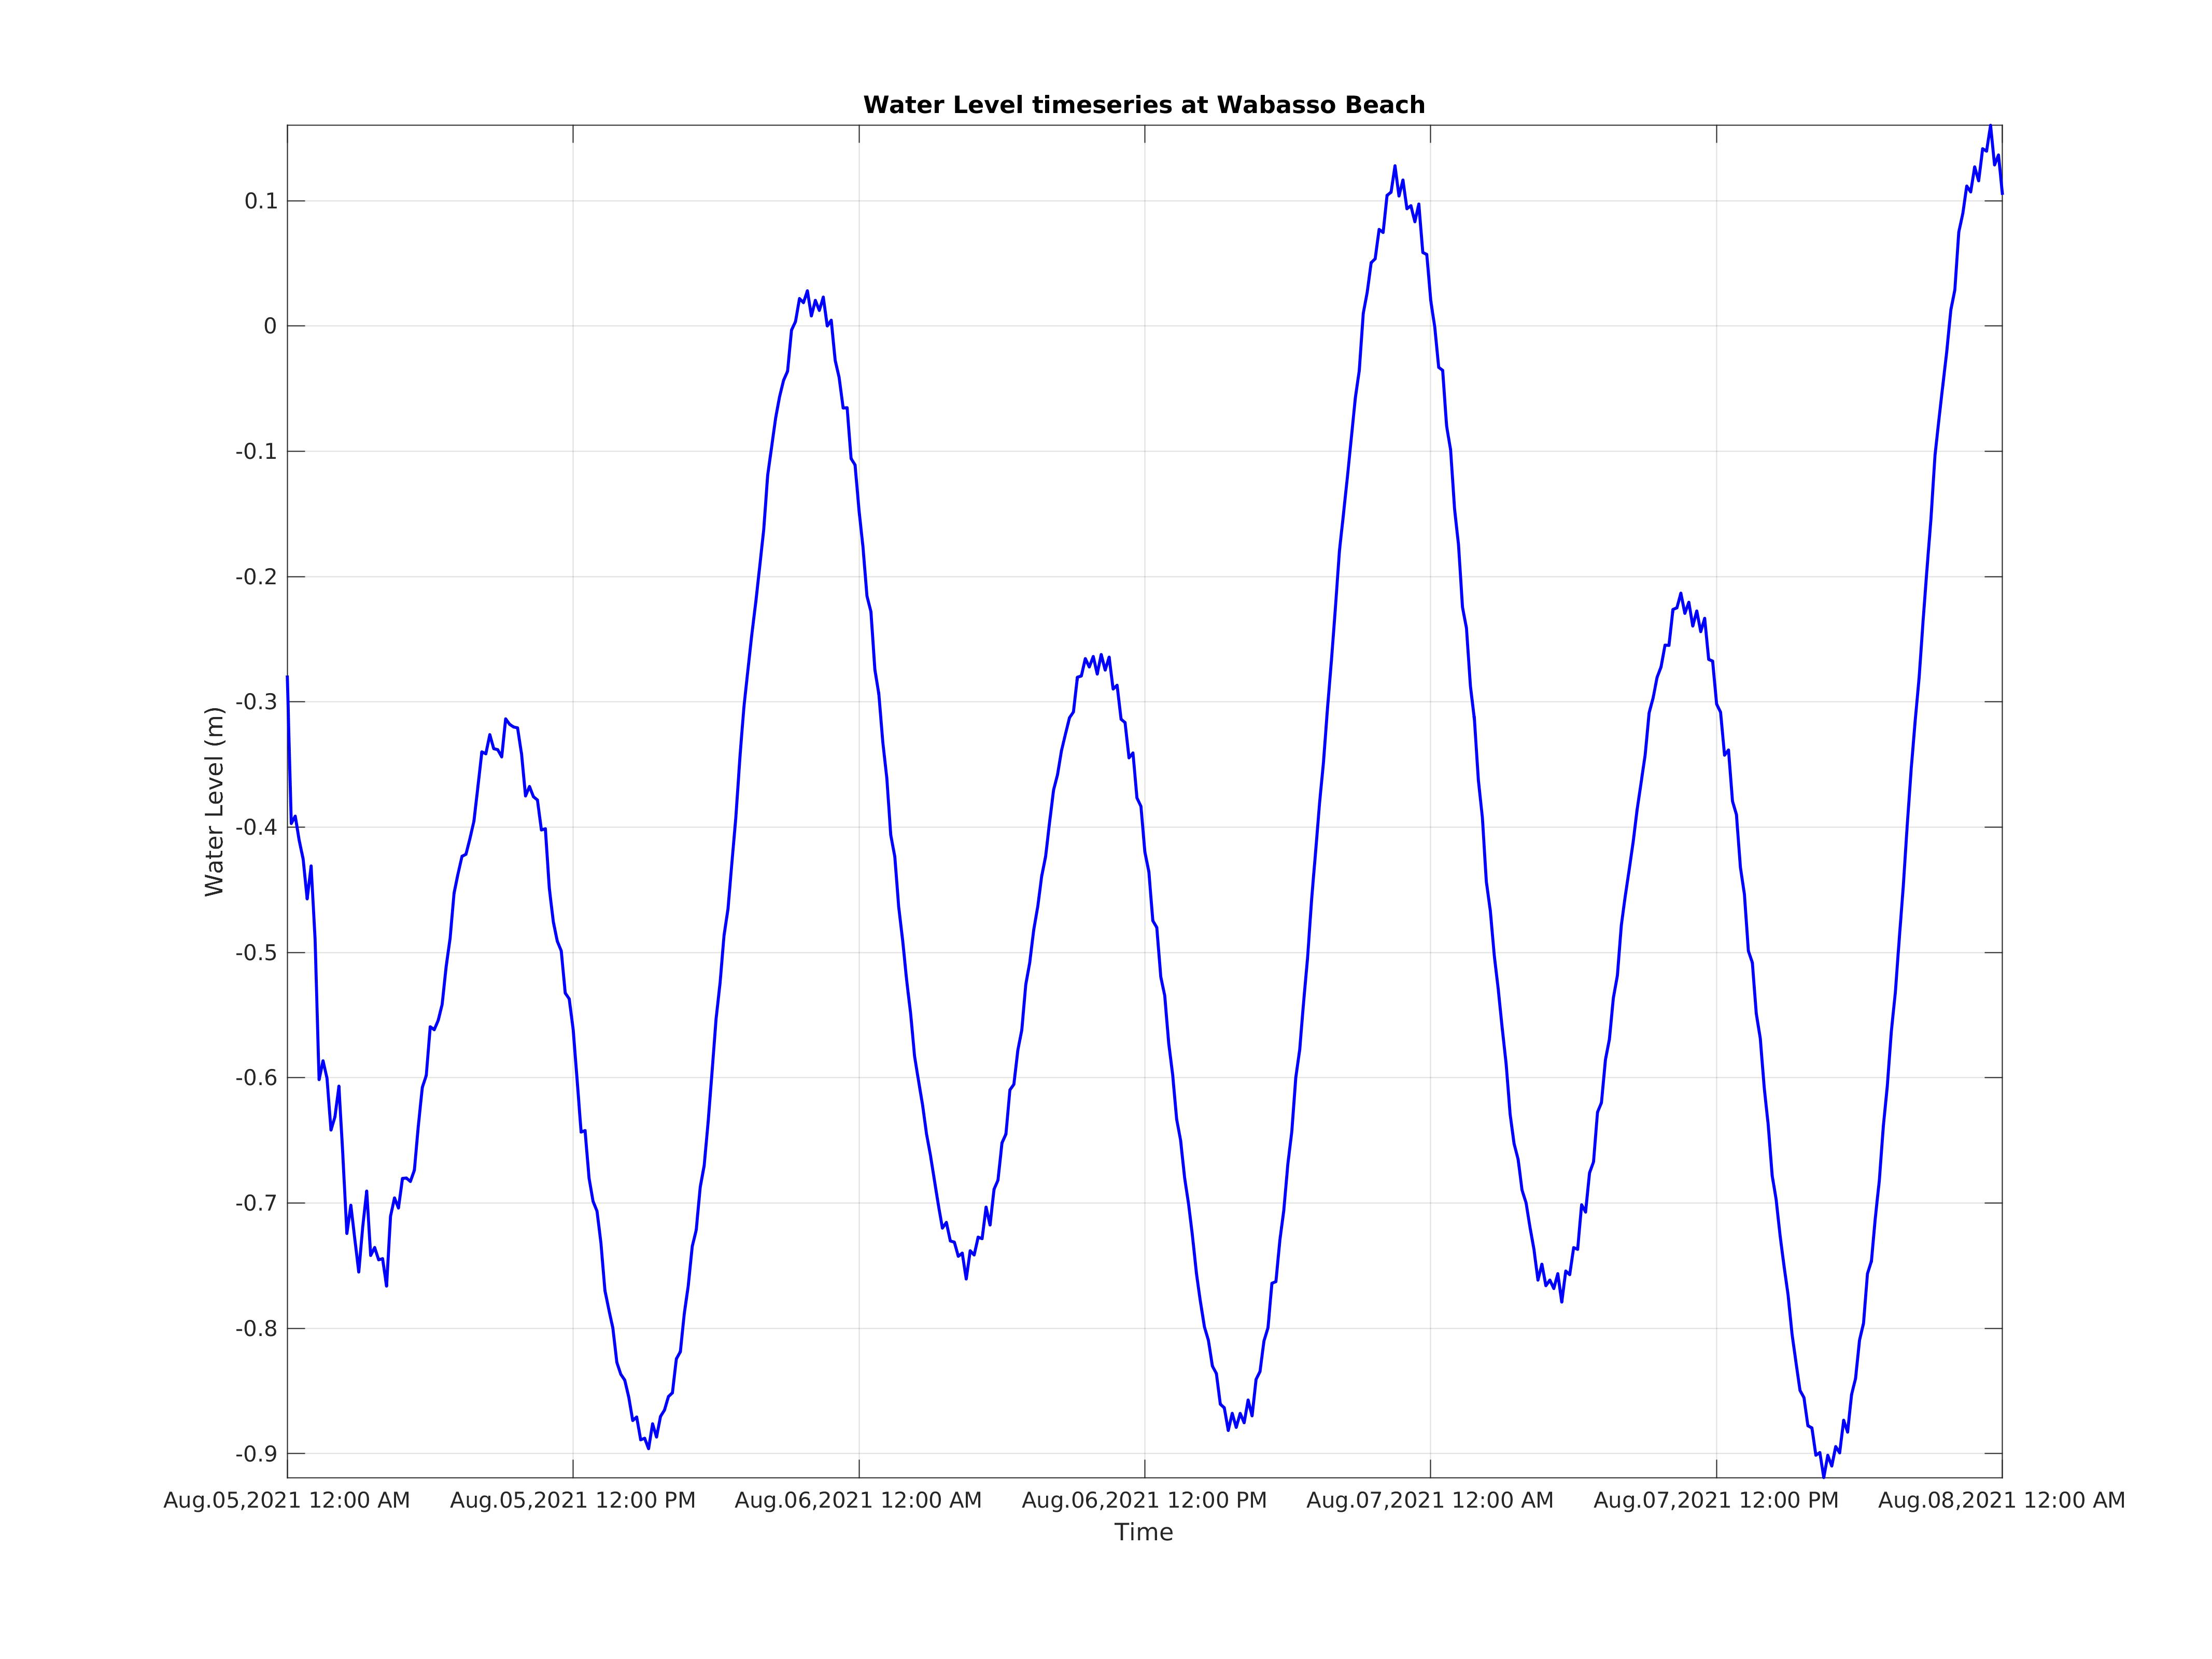 Water Level timeseries at Wabasso Beach
0.1
0
-0.1
-0.2
-0.3
-0.4
-0.5
-0.6
-0.7
-0.8
-0.9
Water Level (m)
Aug.05,2021 12:00 AM
Aug.05,2021 12:00 PM
Aug.06,2021 12:00 AM
Aug.06,2021 12:00 PM
Aug.07,2021 12:00 AM
Aug.07,2021 12:00 PM
Aug.08,2021 12:00 AM
Time